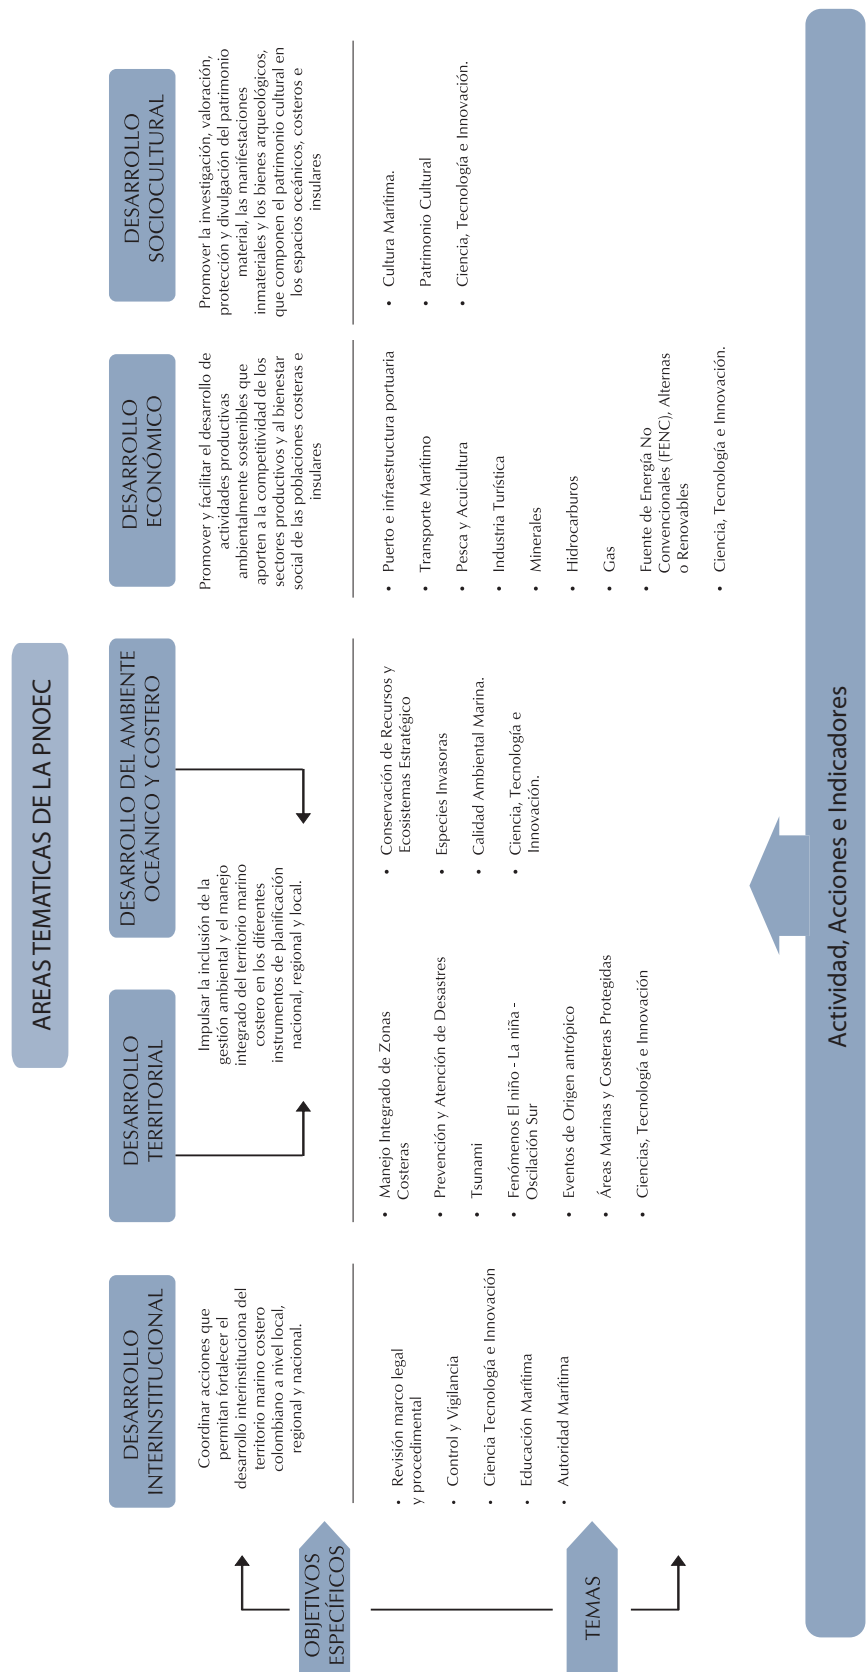 AREAS TEMATICAS DE LA PNOEC
DESARROLLO
INTERINSTITUCIONAL
DESARROLLO
TERRITORIAL
DESARROLLO DEL AMBIENTE
OCEÁNICO Y COSTERO
DESARROLLO
ECONÓMICO
DESARROLLO
SOCIOCULTURAL
OBJETIVOS
ESPECÍFICOS
Coordinar acciones que
permitan fortalecer el
desarrollo interinstituciona del
territorio marino costero
colombiano a nivel local,
regional y nacional.
Impulsar la inclusión de la
gestión ambiental y el manejo
integrado del territorio marino
costero en los diferentes
instrumentos de planificación
nacional, regional y local.
Promover y facilitar el desarrollo de
actividades productivas
ambientalmente sostenibles que
aporten a la competitividad de los
sectores productivos y al bienestar
social de las poblaciones costeras e
insulares
Promover la investigación, valoración,
protección y divulgación del patrimonio
material, las manifestaciones
inmateriales y los bienes arqueológicos,
que componen el patrimonio cultural en
los espacios oceánicos, costeros e
insulares
TEMAS
• Revisión marco legal
y procedimental
• Control y Vigilancia
• Ciencia Tecnología e Innovación
• Educación Marítima
• Autoridad Marítima
• Manejo Integrado de Zonas
Costeras
• Prevención y Atención de Desastres
• Tsunami
• Fenómenos El niño - La niña -
Oscilación Sur
• Eventos de Origen antrópico
• Áreas Marinas y Costeras Protegidas
• Ciencias, Tecnología e Innovación
• Conservación de Recursos y
Ecosistemas Estratégico
• Especies Invasoras
• Calidad Ambiental Marina.
• Ciencia, Tecnología e
Innovación.
• Puerto e infraestructura portuaria
• Transporte Marítimo
• Pesca y Acuicultura
• Industria Turística
• Minerales
• Hidrocarburos
• Gas
• Fuente de Energía No
Convencionales (FENC), Alternas
o Renovables
• Ciencia, Tecnología e Innovación.
• Cultura Marítima.
• Patrimonio Cultural
• Ciencia, Tecnología e Innovación.
Actividad, Acciones e Indicadores